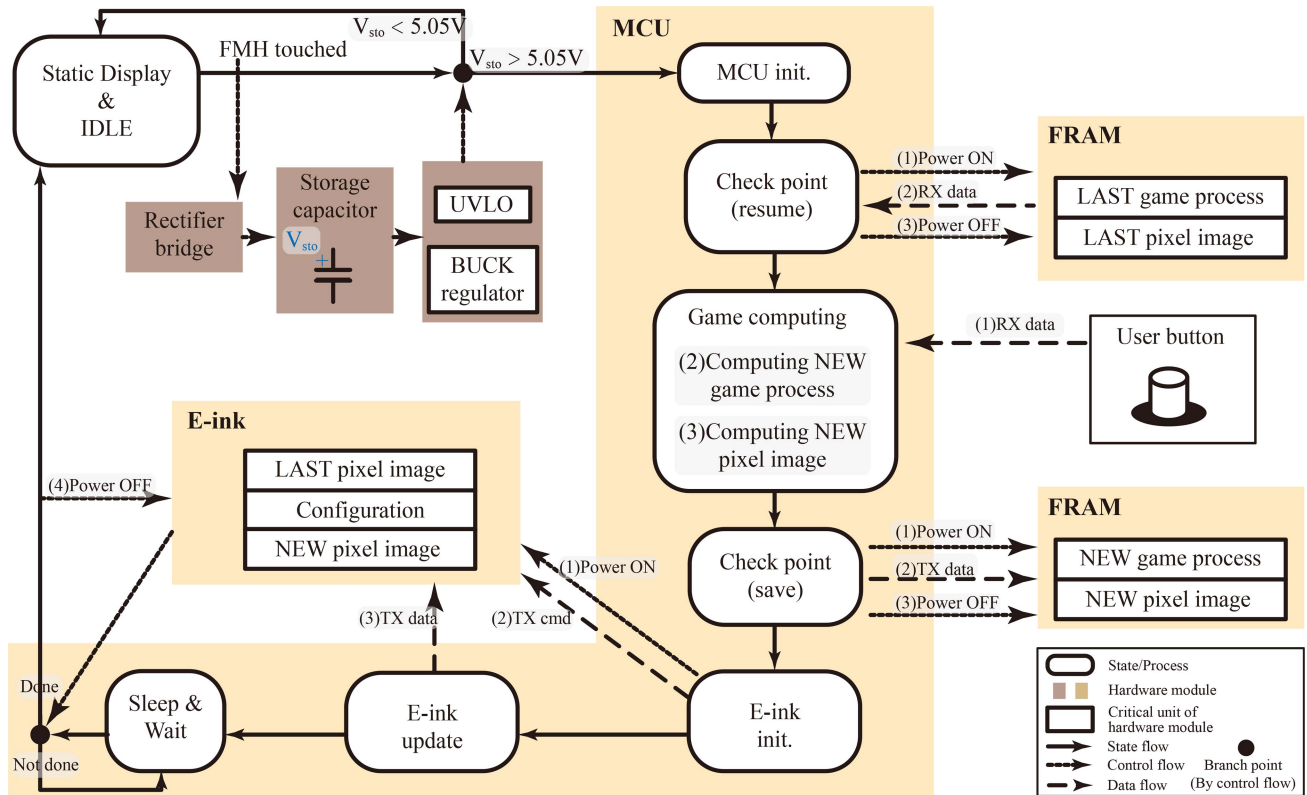 V_sto < 5.05V
FMH touched
V_sto > 5.05V
Static Display
&
IDLE
Rectifier
bridge
Storage
capacitor
V_sto
+
UVLO
BUCK
regulator
MCU
MCU init.
Check point
(resume)
(1)Power ON
(2)RX data
(3)Power OFF
FRAM
LAST game process
LAST pixel image
Game computing
(2)Computing NEW
game process
(3)Computing NEW
pixel image
(1)RX data
User button
Check point
(save)
(1)Power ON
(2)TX data
(3)Power OFF
FRAM
NEW game process
NEW pixel image
E-ink
LAST pixel image
Configuration
NEW pixel image
(4)Power OFF
(1)Power ON
(2)TX cmd
(3)TX data
E-ink
init.
E-ink
update
Sleep &
Wait
Done
Not done
State/Process
Hardware module
Critical unit of
hardware module
State flow
Control flow
Data flow
Branch point
(By control flow)